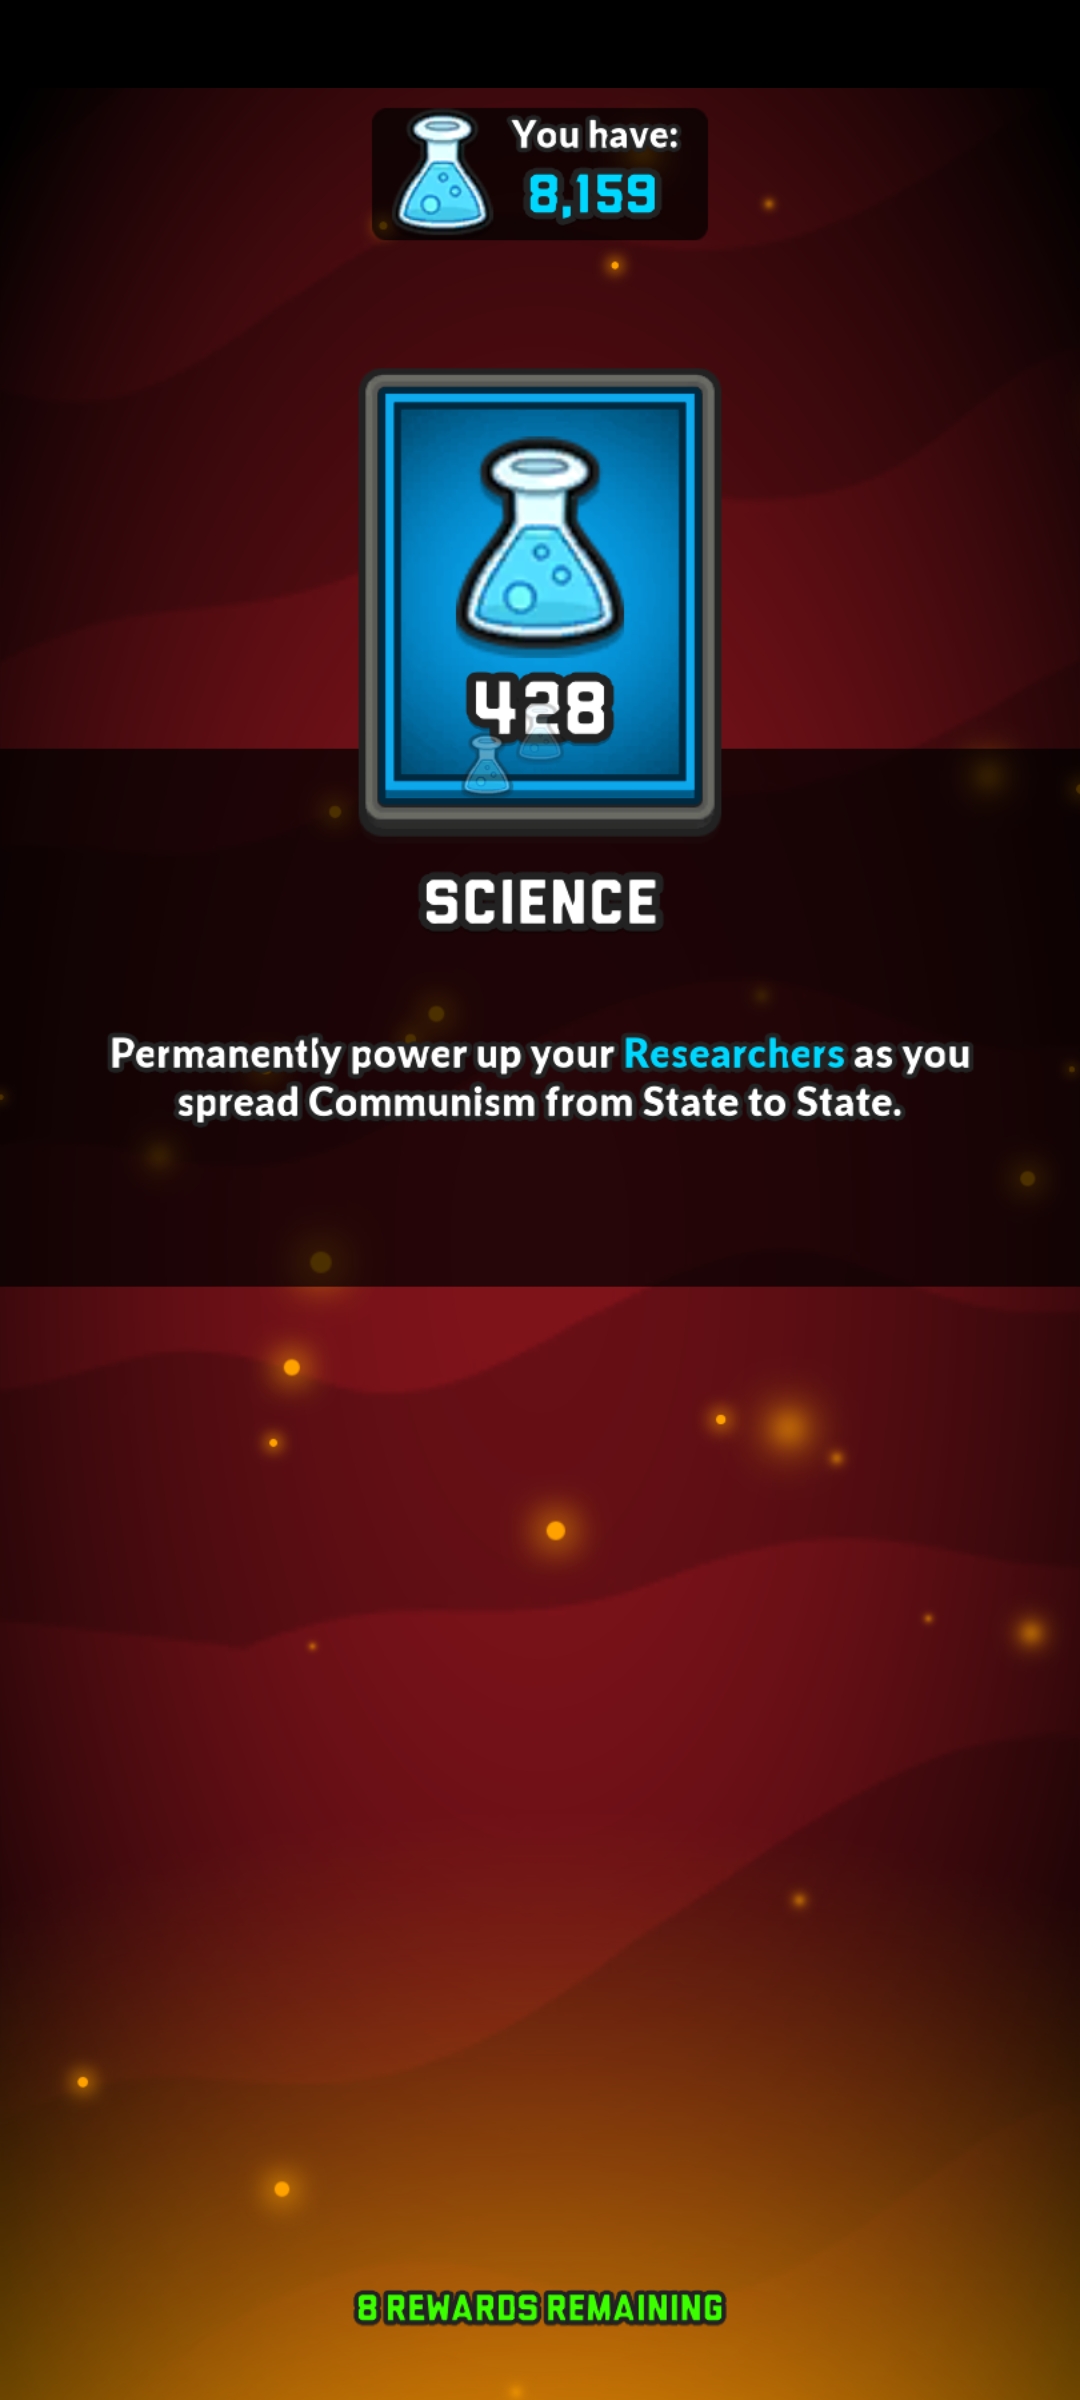 You have:
8,159
428
SCIENCE
Permanently power up your Researchers as you
spread Communism from State to State.
8 REWARDS REMAINING